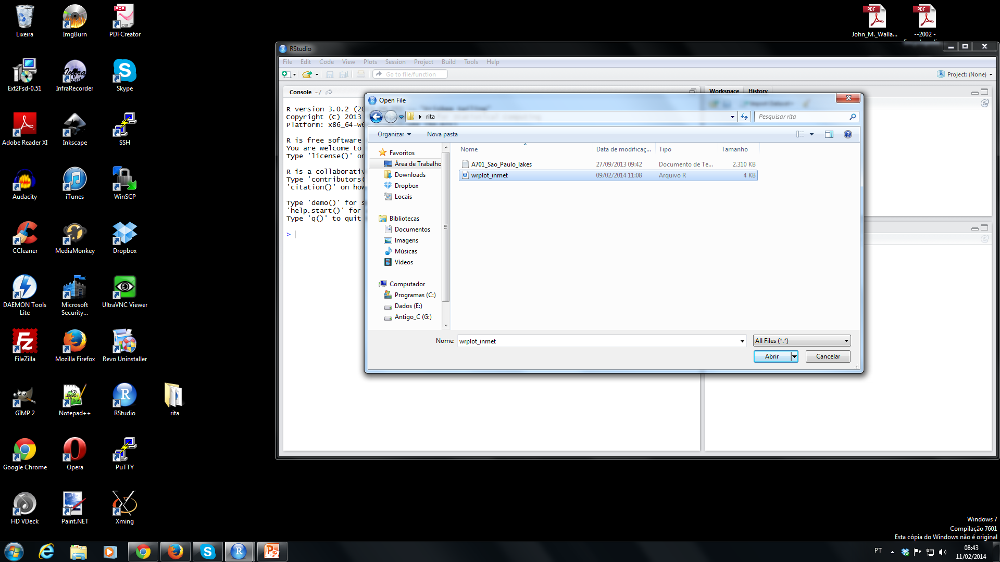 Lixeira
ImgBurn
PDFCreator
Ext2Fsd-0.51
InfraRecorder
Skype
Adobe Reader XI
Inkscape
SSH
Audacity
iTunes
WinSCP
CCleaner
MediaMonkey
Dropbox
DAEMON Tools Lite
Microsoft Security...
UltraVNC Viewer
FileZilla
Mozilla Firefox
Revo Uninstaller
GIMP 2
Notepad++
RStudio
rita
Google Chrome
Opera
PuTTY
HD VDeck
Paint.NET
Xming
John_M._Walla...
--2002 -
RStudio
File Edit Code View Plots Session Project Build Tools Help
Go to file/function
Project: (None)
Console ~/
Workspace History
R version 3.0.2 (20
Copyright (C) 2013
Platform: x86_64-w6
R is free software
You are welcome to
Type 'license()' or
R is a collaborativ
Type 'contributors(
'citation()' on how
Type 'demo()' for s
'help.start()' for
Type 'q()' to quit
>
Open File
rita
Pesquisar rita
Organizar Nova pasta
Favoritos
Área de Trabalho
Downloads
Dropbox
Locais
Bibliotecas
Documentos
Imagens
Músicas
Vídeos
Computador
Programas (C:)
Dados (E:)
Antigo_C (G:)
Nome Data de modificaç... Tipo Tamanho
A701_Sao_Paulo_Iakes 27/09/2013 09:42 Documento de Te... 2.310 KB
wrplot_inmet 09/02/2014 11:08 Arquivo R 4 KB
Nome: wrplot_inmet All Files (*.*)
Abrir Cancelar
Windows 7
Compilação 7601
Esta cópia do Windows não é original
PT
08:43
11/02/2014